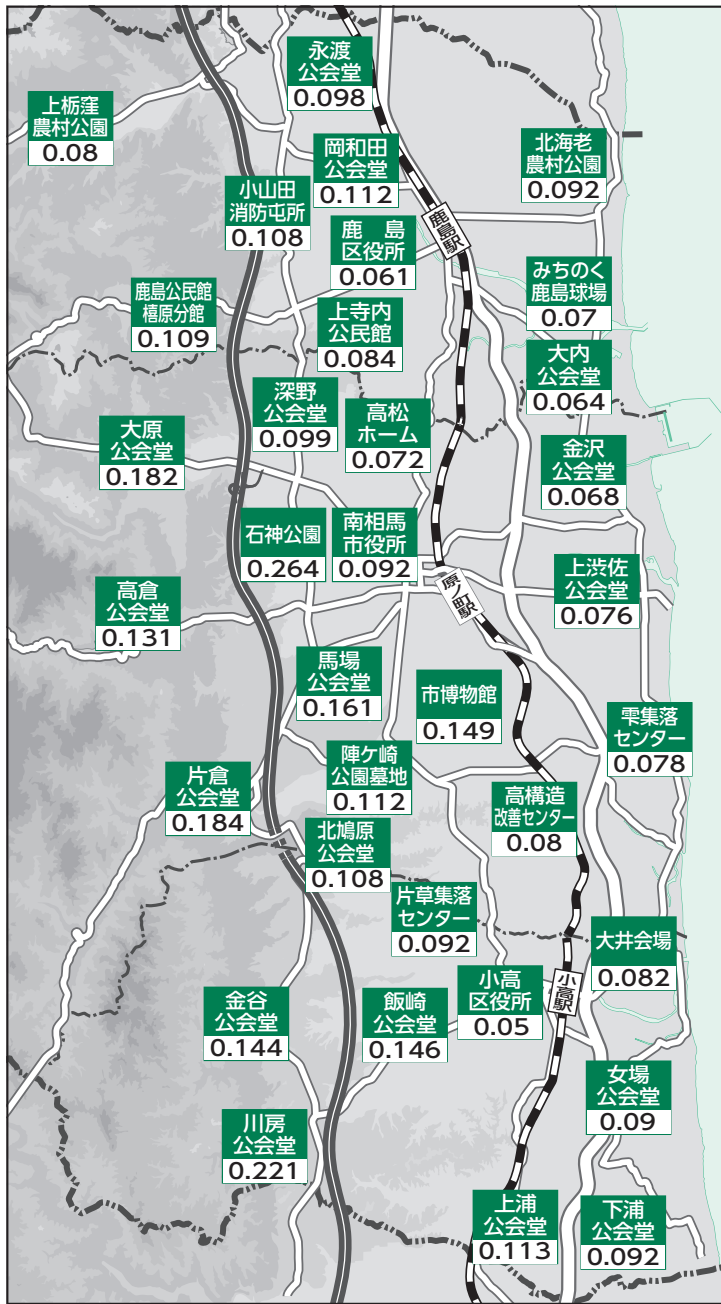 永渡
公会堂
0.098
上栃窪
農村公園
0.08
岡和田
公会堂
0.112
北海老
農村公園
0.092
小山田
消防屯所
0.108
鹿島駅
鹿　島
区役所
0.061
みちのく
鹿島球場
0.07
鹿島公民館
橲原分館
0.109
上寺内
公民館
0.084
大内
公会堂
0.064
深野
公会堂
0.099
高松
ホーム
0.072
大原
公会堂
0.182
金沢
公会堂
0.068
石神公園
0.264
南相馬
市役所
0.092
上渋佐
公会堂
0.076
原ノ町駅
高倉
公会堂
0.131
馬場
公会堂
0.161
市博物館
0.149
雫集落
センター
0.078
陣ケ崎
公園墓地
0.112
片倉
公会堂
0.184
高構造
改善センター
0.08
北鳩原
公会堂
0.108
片草集落
センター
0.092
大井会場
0.082
小高駅
小高
区役所
0.05
金谷
公会堂
0.144
飯崎
公会堂
0.146
女場
公会堂
0.09
川房
公会堂
0.221
上浦
公会堂
0.113
下浦
公会堂
0.092